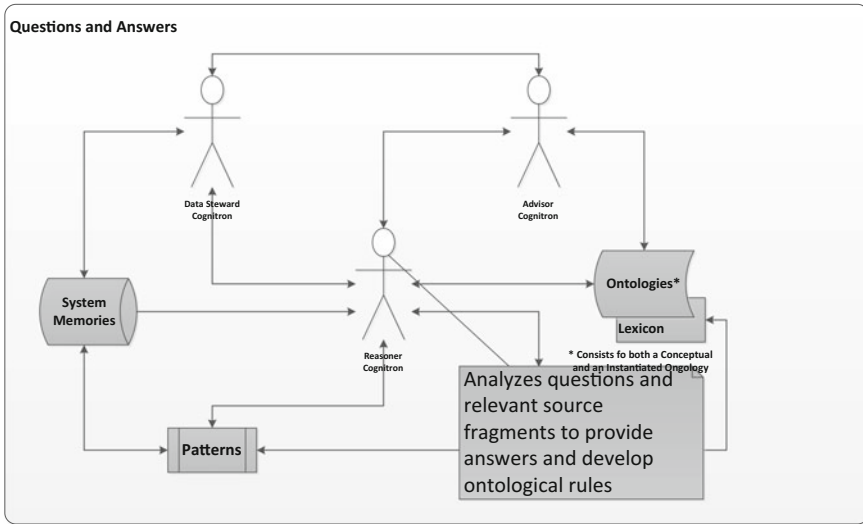 Questions and Answers
Data Steward
Cognitron
Advisor
Cognitron
System
Memories
Ontologies*
Lexicon
Reasoner
Cognitron
* Consists fo both a Conceptual
and an Instantiated Ongology
Analyzes questions and
relevant source
fragments to provide
answers and develop
ontological rules
Patterns